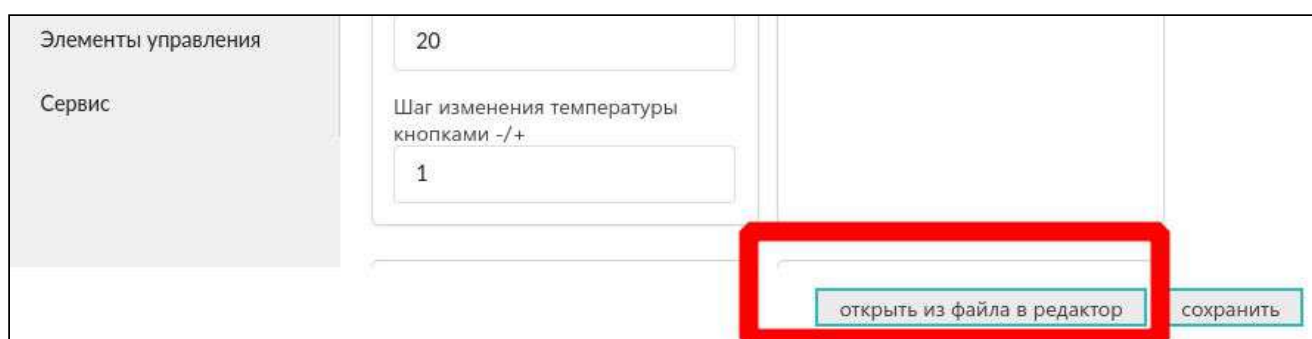 Элементы управления
Сервис
20
Шаг изменения температуры
кнопками -/+
1
открыть из файла в редактор
сохранить